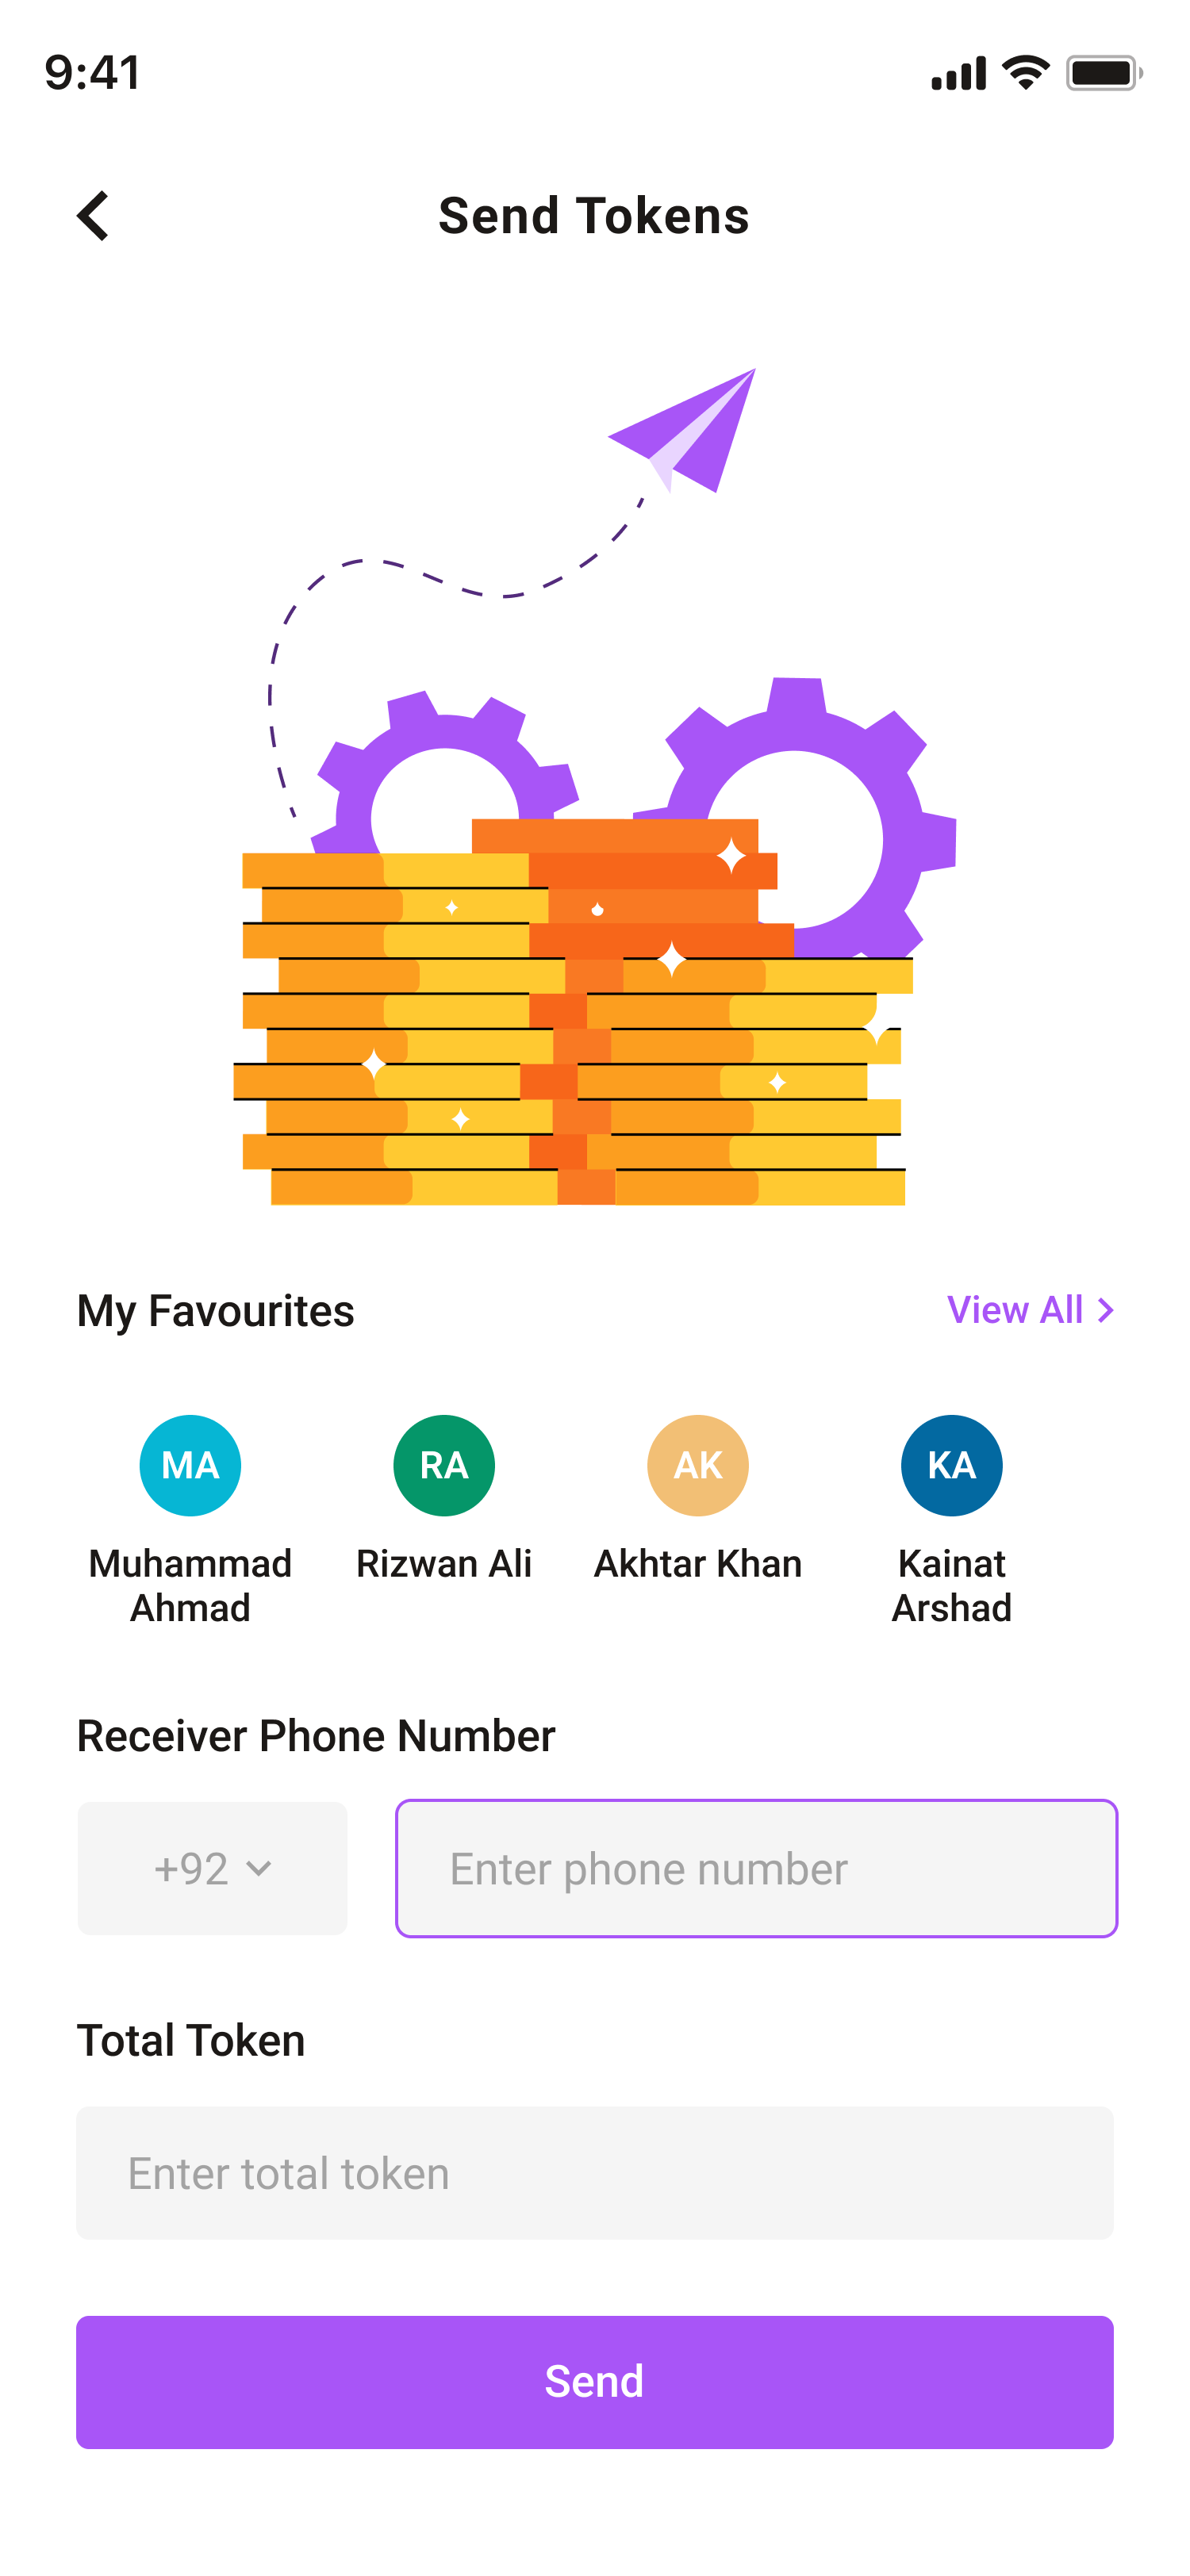 9:41
Send Tokens
My Favourites
View All
MA
RA
AK
KA
Muhammad
Ahmad
Rizwan Ali
Akhtar Khan
Kainat
Arshad
Receiver Phone Number
+92
Enter phone number
Total Token
Enter total token
Send